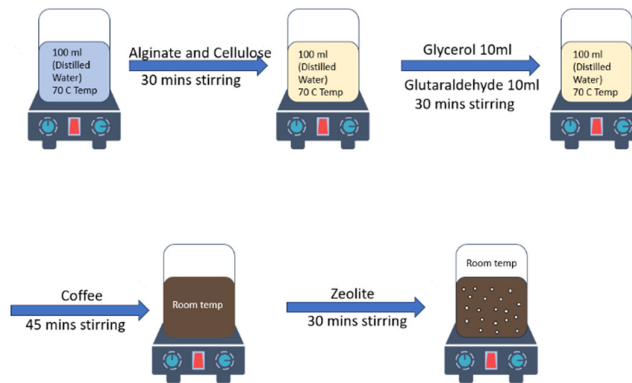 100 ml
(Distilled
Water)
70 C Temp
Alginate and Cellulose
30 mins stirring
100 ml
(Distilled
Water)
70 C Temp
Glycerol 10ml
Glutaraldehyde 10ml
30 mins stirring
100 ml
(Distilled
Water)
70 C Temp
Coffee
45 mins stirring
Room temp
Zeolite
30 mins stirring
Room temp